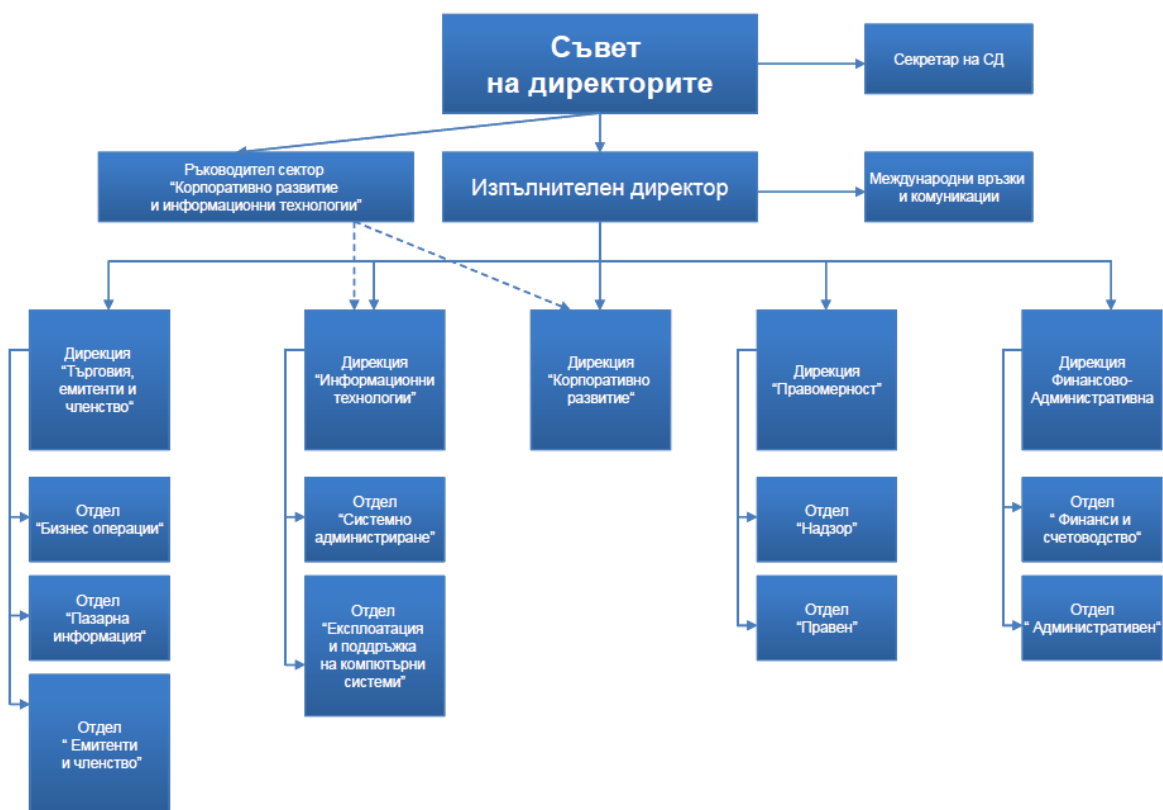 Съвет
на директорите
Секретар на СД
Ръководител сектор
“Корпоративно развитие
и информационни технологии”
Изпълнителен директор
Международни връзки
и комуникации
Дирекция
“Търговия,
емитенти и
членство“
Дирекция
“Информационни
технологии”
Дирекция
“Корпоративно
развитие“
Дирекция
“Правомерност”
Дирекция
Финансово-
Административна
Отдел
“Бизнес операции“
Отдел
“Системно
администриране”
Отдел
“Надзор”
Отдел
“ Финанси и
счетоводство“
Отдел
“Пазарна
информация“
Отдел
“Експлоатация
и поддръжка
на компютърни
системи”
Отдел
“Правен”
Отдел
“ Административен“
Отдел
“ Емитенти
и членство”